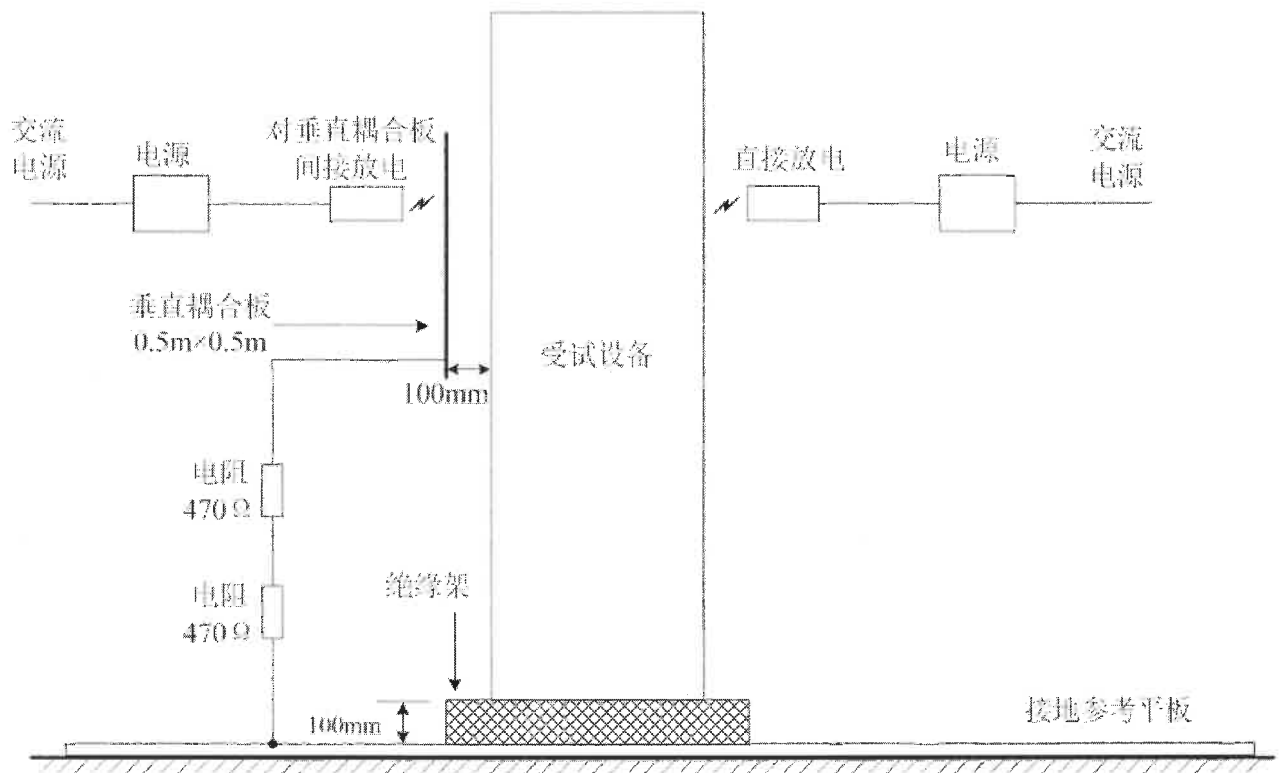 交流
电源
电源
对垂直耦合板
间接放电
直接放电
电源
交流
电源
垂直耦合板
0.5m×0.5m
受试设备
100mm
电阻
470Ω
电阻
470Ω
绝缘架
100mm
接地参考平板